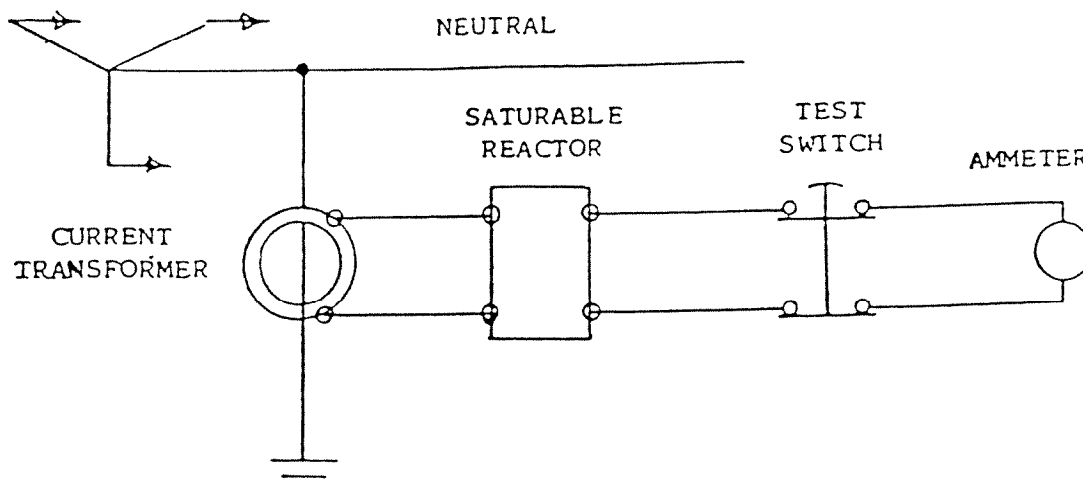 NEUTRAL
SATURABLE
REACTOR
TEST
SWITCH
AMMETER
CURRENT
TRANSFORMER